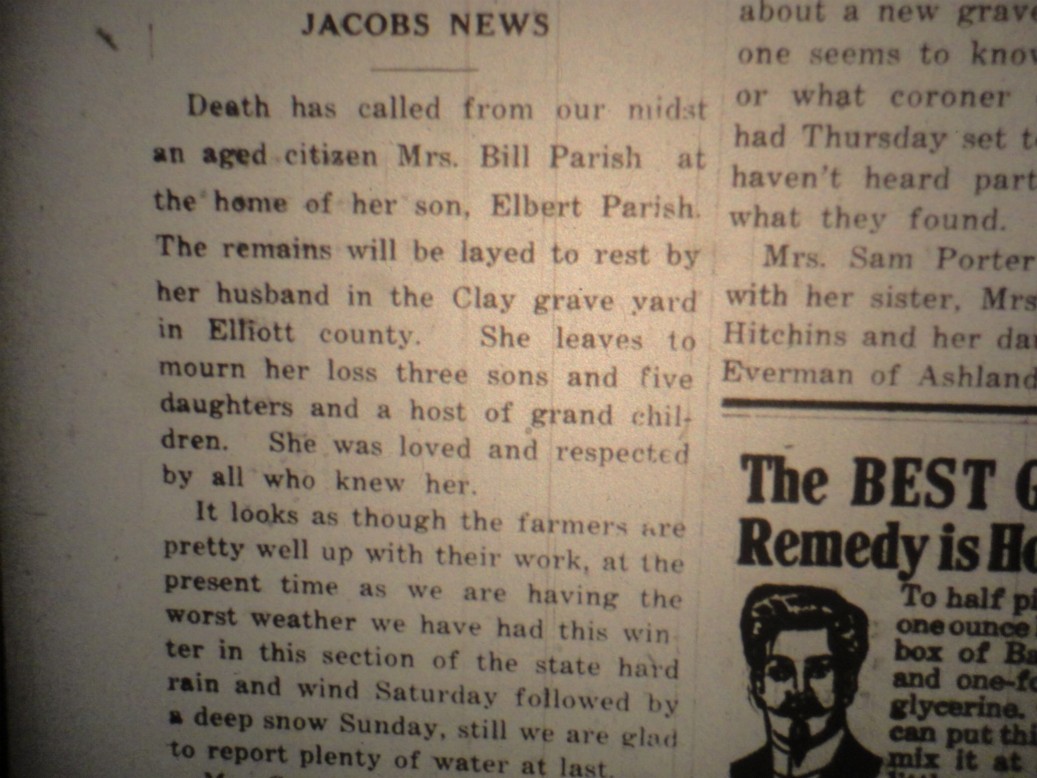 JACOBS NEWS
Death has called from our midst
an aged citizen Mrs. Bill Parish at
the home of her son, Elbert Parish.
The remains will be layed to rest by
her husband in the Clay grave yard
in Elliott county. She leaves to
mourn her loss three sons and five
daughters and a host of grand chil-
dren. She was loved and respected
by all who knew her.
It looks as though the farmers are
pretty well up with their work, at the
present time as we are having the
worst weather we have had this win
ter in this section of the state hard
rain and wind Saturday followed by
a deep snow Sunday, still we are glad
to report plenty of water at last.
about a new
one seems to
or what coroner
had Thursday set
haven't heard
what they found.
Mrs. Sam Porter
with her sister, Mrs
Hitchins and her
Everman of Ashland
The BEST
Remedy is
To half
one ounce
box of
and
glycerine.
can put
mix it at